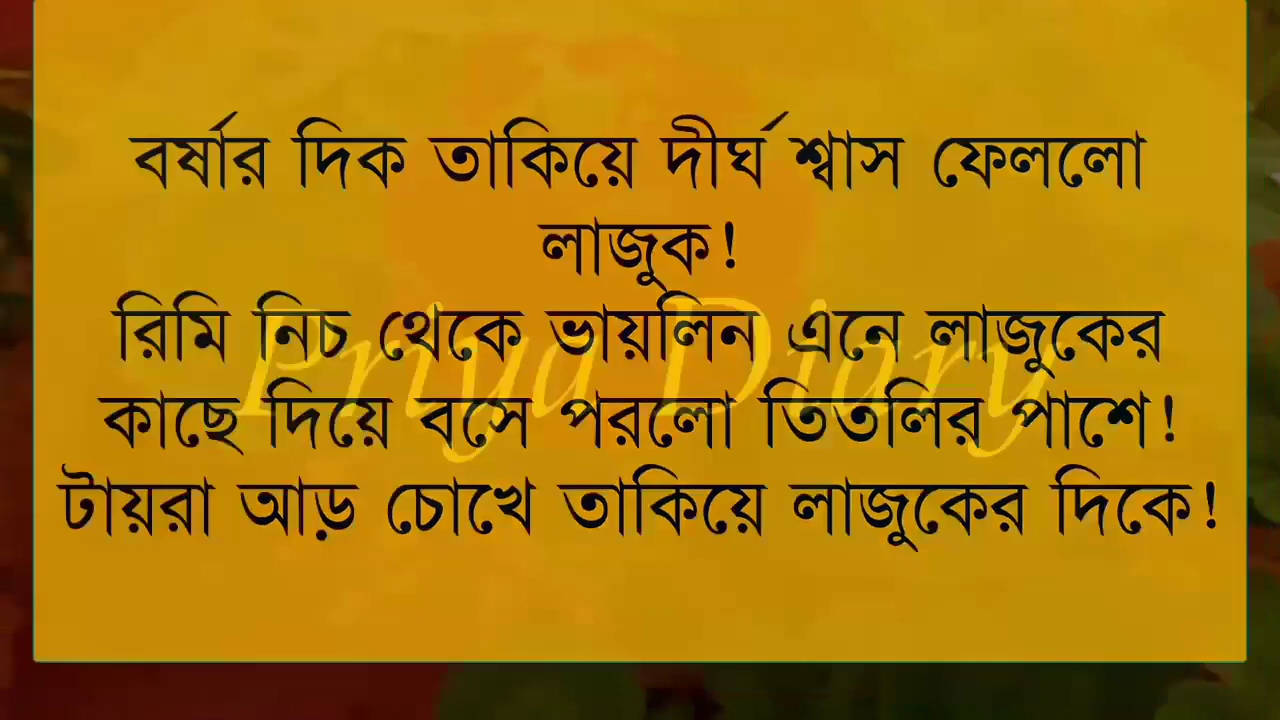 বর্ষার দিক তাকিয়ে দীর্ঘ শ্বাস ফেললো
লাজুক!
রিমি নিচ থেকে ভায়লিন এনে লাজুকের
কাছে দিয়ে বসে পরলো তিতলির পাশে!
টায়রা আড় চোখে তাকিয়ে লাজুকের দিকে!
Priya Diary